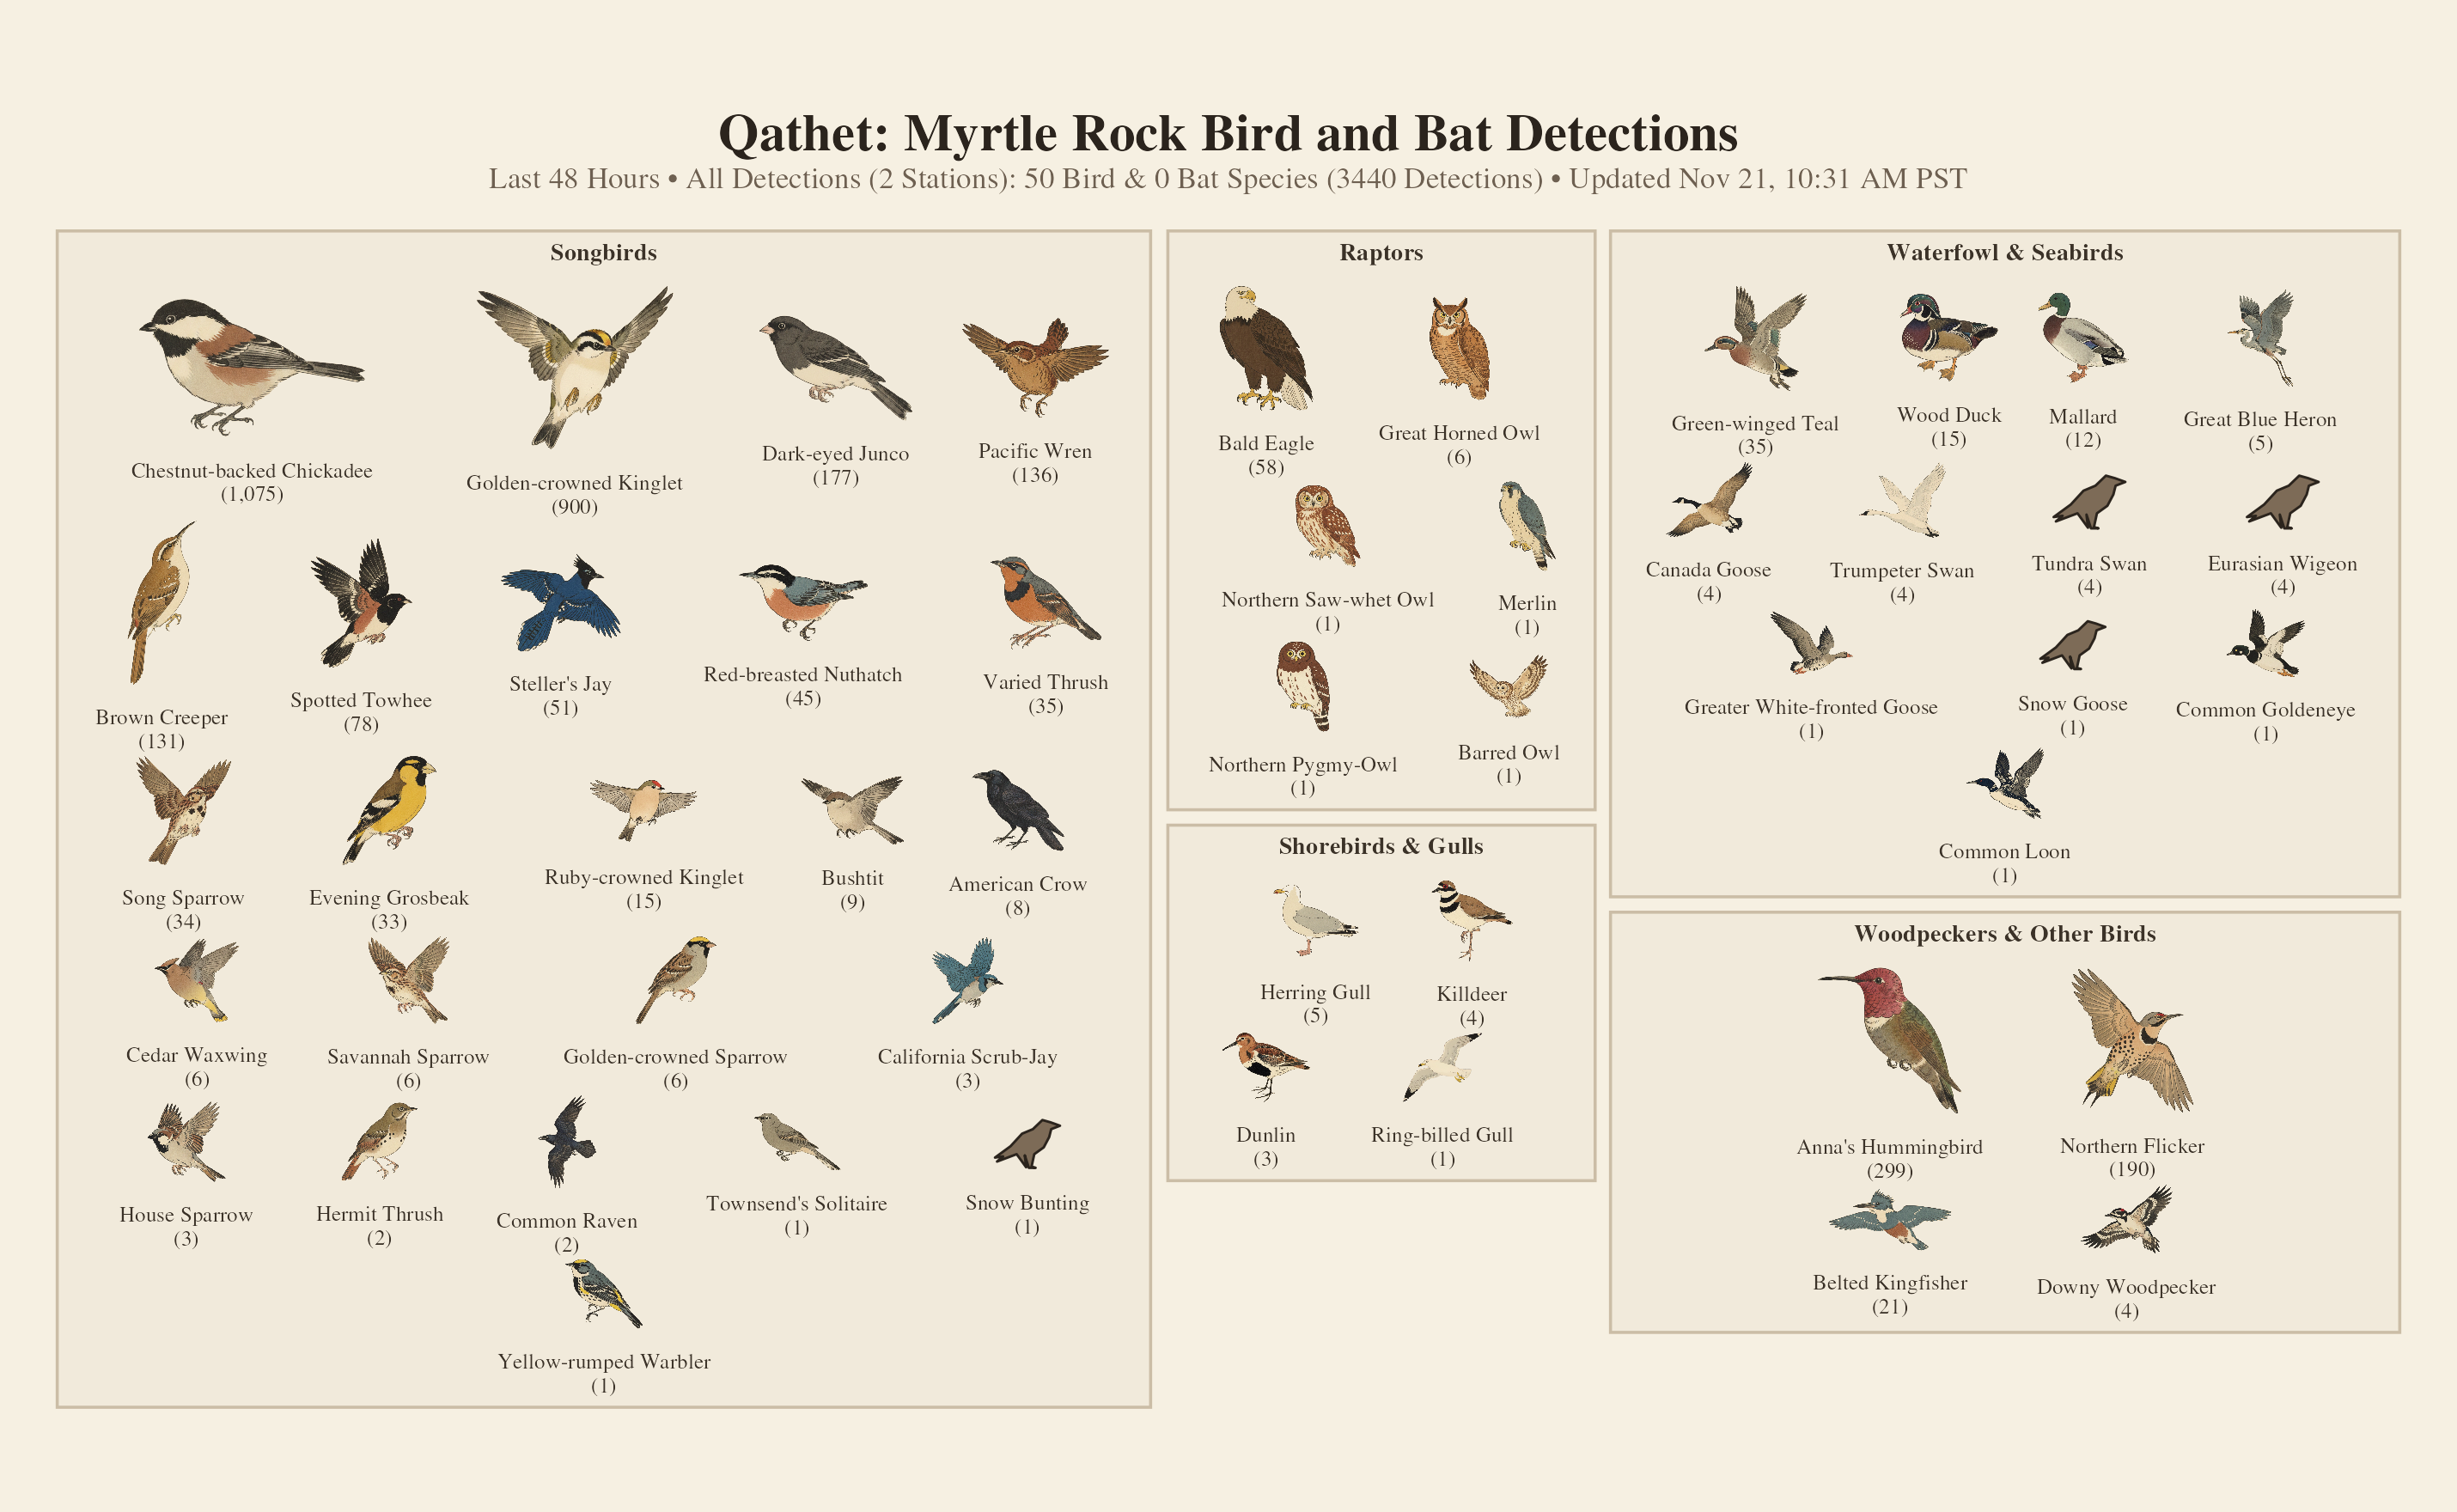 Qathet: Myrtle Rock Bird and Bat Detections
Last 48 Hours • All Detections (2 Stations): 50 Bird & 0 Bat Species (3440 Detections) • Updated Nov 21, 10:31 AM PST
Songbirds
Chestnut-backed Chickadee
(1,075)
Golden-crowned Kinglet
(900)
Dark-eyed Junco
(177)
Pacific Wren
(136)
Brown Creeper
(131)
Spotted Towhee
(78)
Steller's Jay
(51)
Red-breasted Nuthatch
(45)
Varied Thrush
(35)
Song Sparrow
(34)
Evening Grosbeak
(33)
Ruby-crowned Kinglet
(15)
Bushtit
(9)
American Crow
(8)
Cedar Waxwing
(6)
Savannah Sparrow
(6)
Golden-crowned Sparrow
(6)
California Scrub-Jay
(3)
House Sparrow
(3)
Hermit Thrush
(2)
Common Raven
(2)
Townsend's Solitaire
(1)
Snow Bunting
(1)
Yellow-rumped Warbler
(1)
Raptors
Bald Eagle
(58)
Great Horned Owl
(6)
Northern Saw-whet Owl
(1)
Merlin
(1)
Northern Pygmy-Owl
(1)
Barred Owl
(1)
Shorebirds & Gulls
Herring Gull
(5)
Killdeer
(4)
Dunlin
(3)
Ring-billed Gull
(1)
Waterfowl & Seabirds
Green-winged Teal
(35)
Wood Duck
(15)
Mallard
(12)
Great Blue Heron
(5)
Canada Goose
(4)
Trumpeter Swan
(4)
Tundra Swan
(4)
Eurasian Wigeon
(4)
Greater White-fronted Goose
(1)
Snow Goose
(1)
Common Goldeneye
(1)
Common Loon
(1)
Woodpeckers & Other Birds
Anna's Hummingbird
(299)
Northern Flicker
(190)
Belted Kingfisher
(21)
Downy Woodpecker
(4)